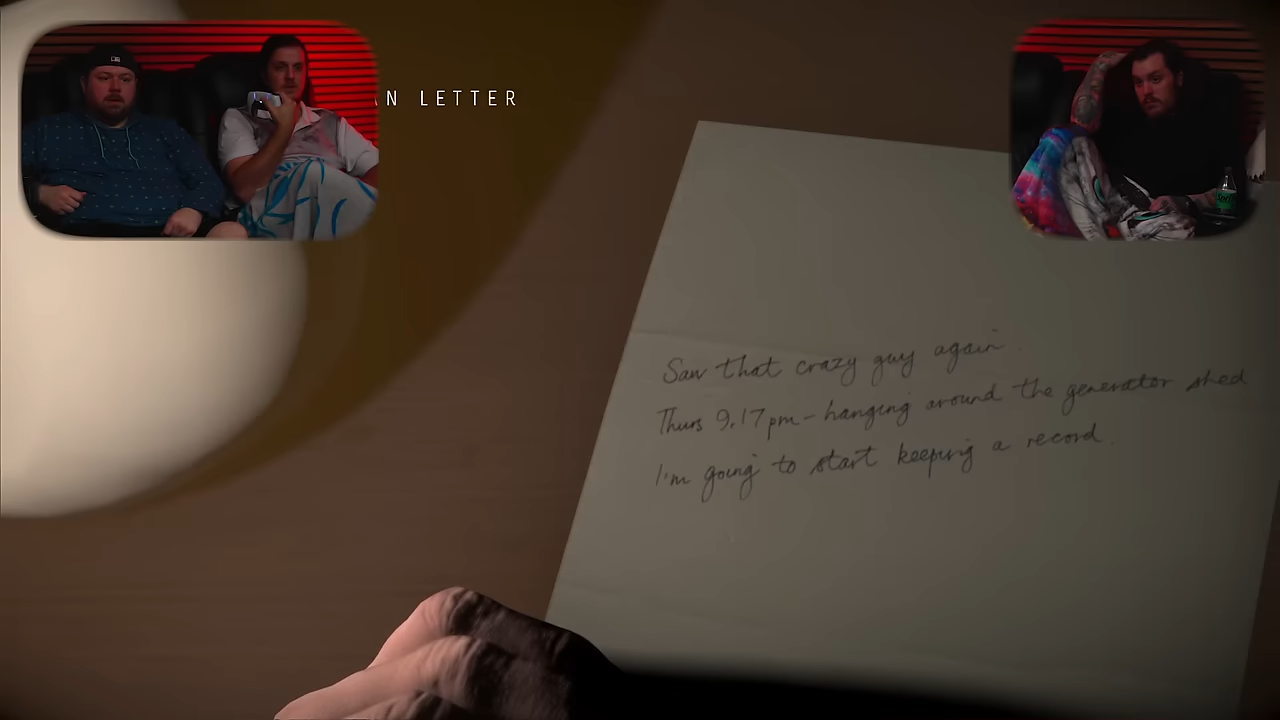 N LETTER
Saw that crazy guy again.
Thurs 9.17pm - hanging around the generator shed
I'm going to start keeping a record.